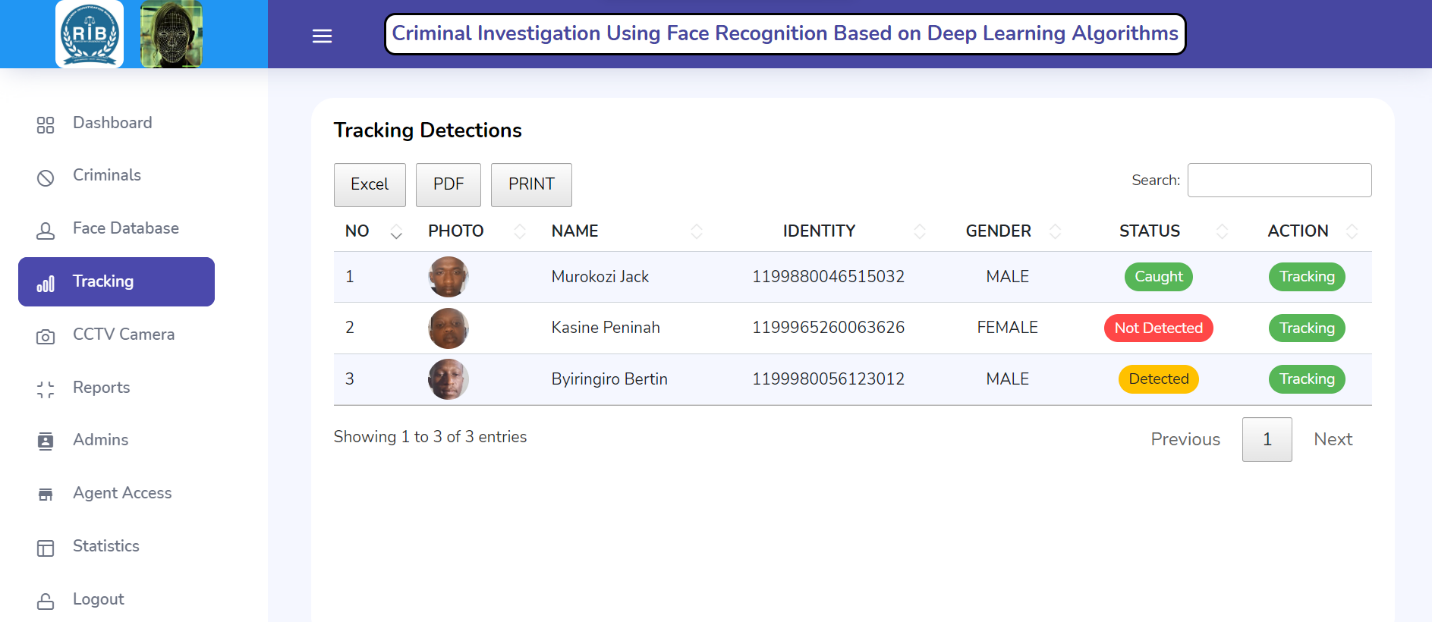 RIB
Criminal Investigation Using Face Recognition Based on Deep Learning Algorithms
Dashboard
Criminals
Face Database
Tracking
CCTV Camera
Reports
Admins
Agent Access
Statistics
Logout
Tracking Detections
Excel PDF PRINT Search:
NO PHOTO NAME IDENTITY GENDER STATUS ACTION
1 Murokozi Jack 1199880046515032 MALE Caught Tracking
2 Kasine Peninah 1199965260063626 FEMALE Not Detected Tracking
3 Byiringiro Bertin 1199980056123012 MALE Detected Tracking
Showing 1 to 3 of 3 entries Previous 1 Next